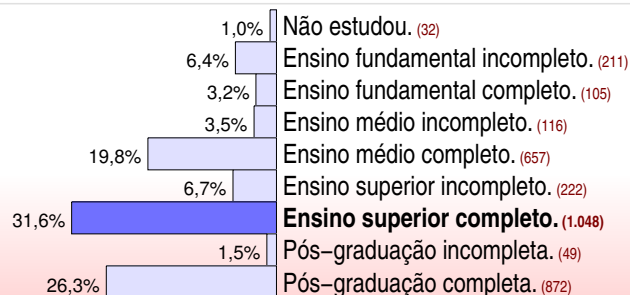 1,0% Não estudou. (32)
6,4% Ensino fundamental incompleto. (211)
3,2% Ensino fundamental completo. (105)
3,5% Ensino médio incompleto. (116)
19,8% Ensino médio completo. (657)
6,7% Ensino superior incompleto. (222)
31,6% Ensino superior completo. (1.048)
1,5% Pós−graduação incompleta. (49)
26,3% Pós−graduação completa. (872)